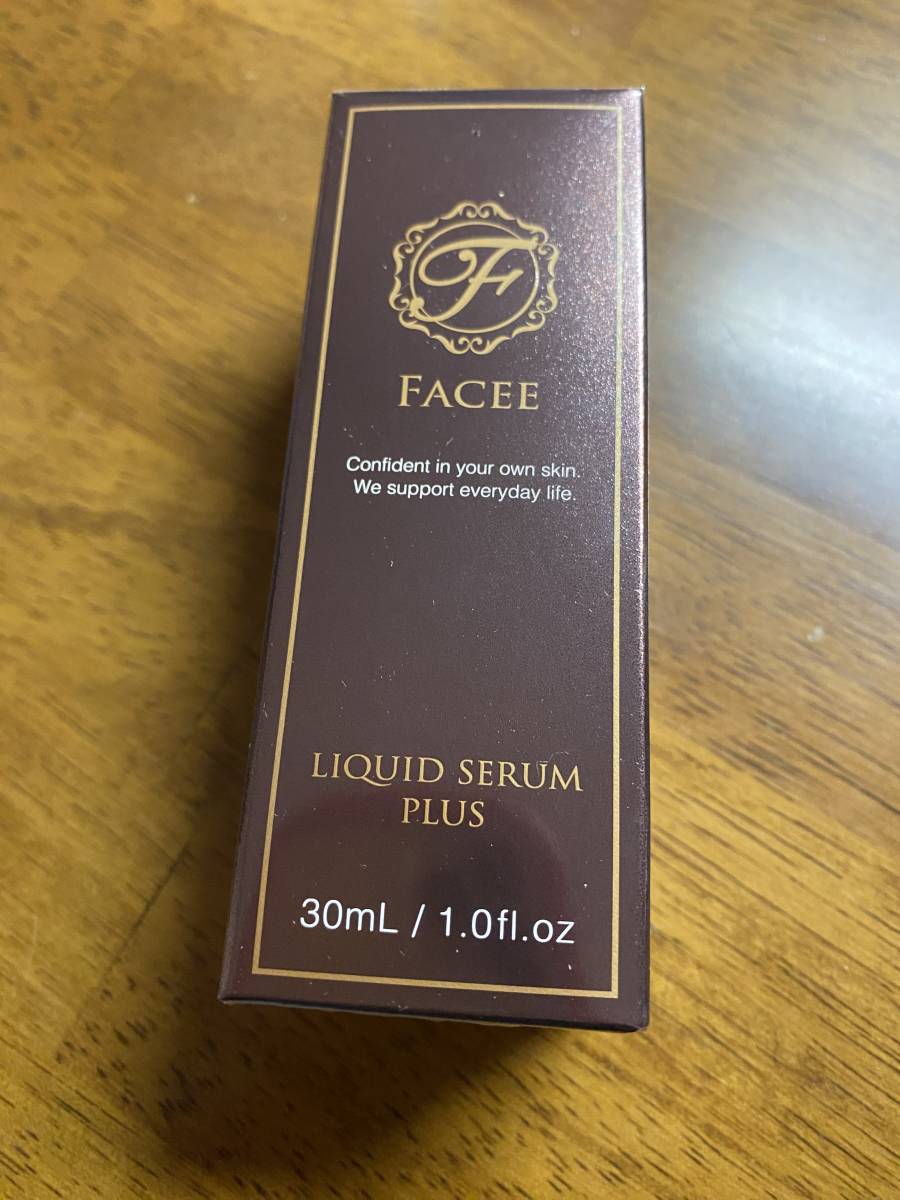 F
FACEE
Confident in your own skin.
We support everyday life.
LIQUID SERUM
PLUS
30mL / 1.0fl.oz